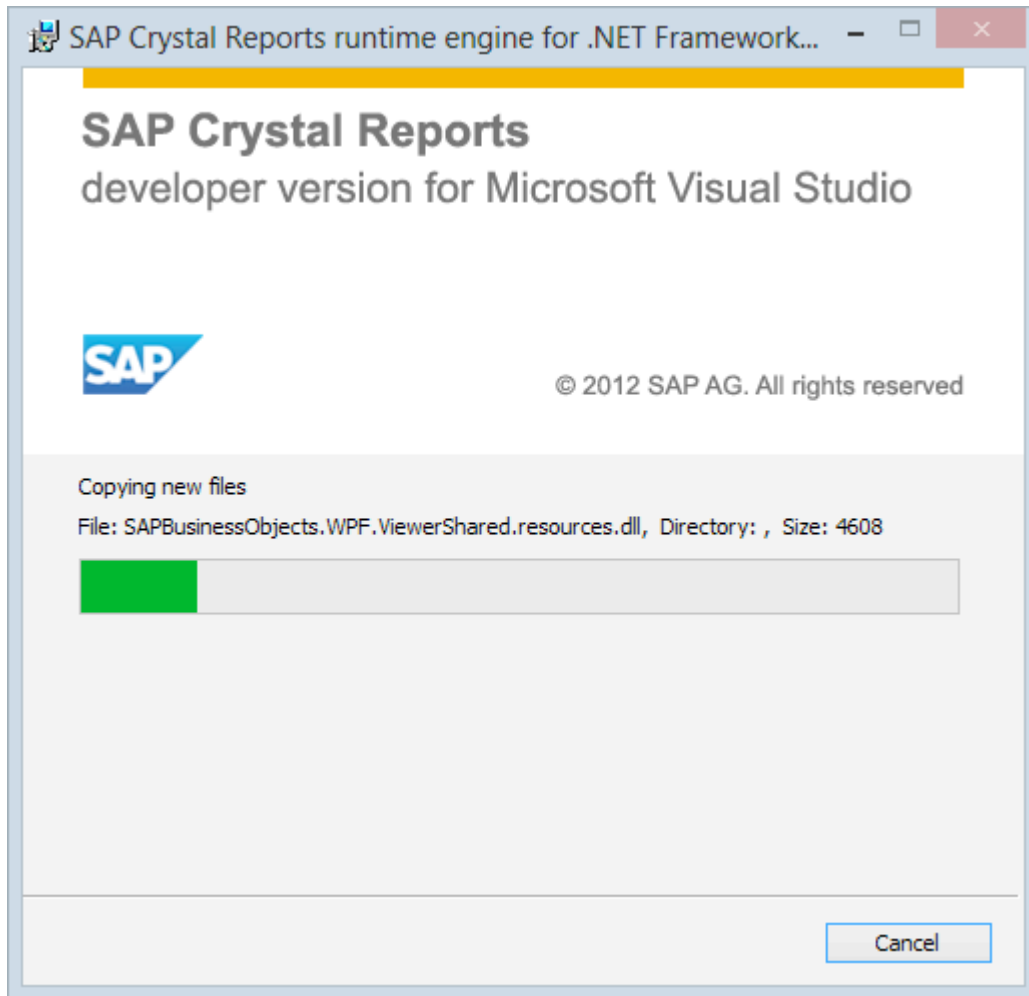 SAP Crystal Reports runtime engine for .NET Framework...
SAP Crystal Reports
developer version for Microsoft Visual Studio
SAP
© 2012 SAP AG. All rights reserved
Copying new files
File: SAPBusinessObjects.WPF.ViewerShared.resources.dll, Directory: , Size: 4608
Cancel